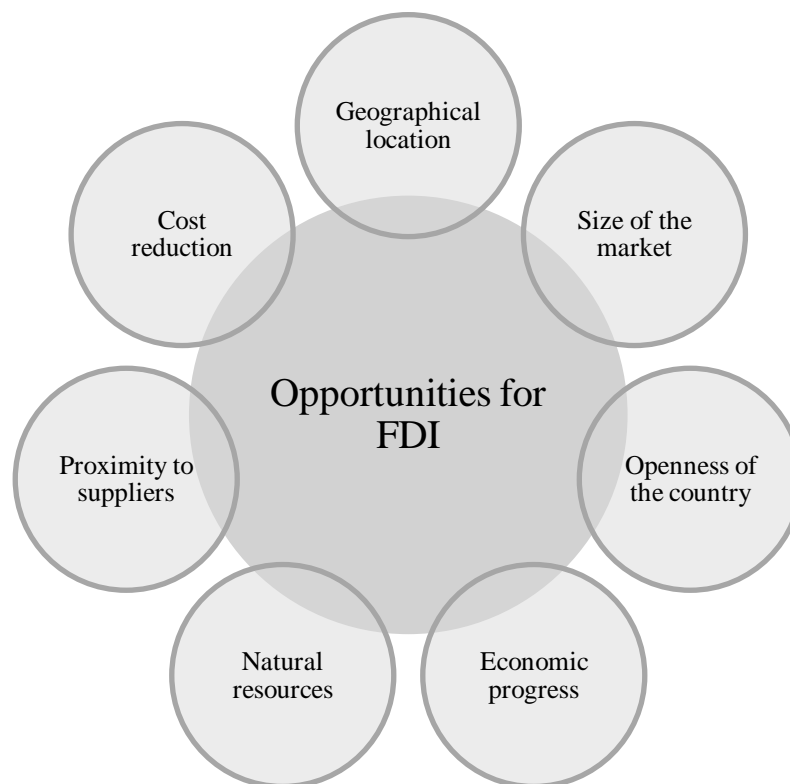 Geographical
location
Size of the
market
Openness of
the country
Economic
progress
Natural
resources
Proximity to
suppliers
Cost
reduction
Opportunities for
FDI